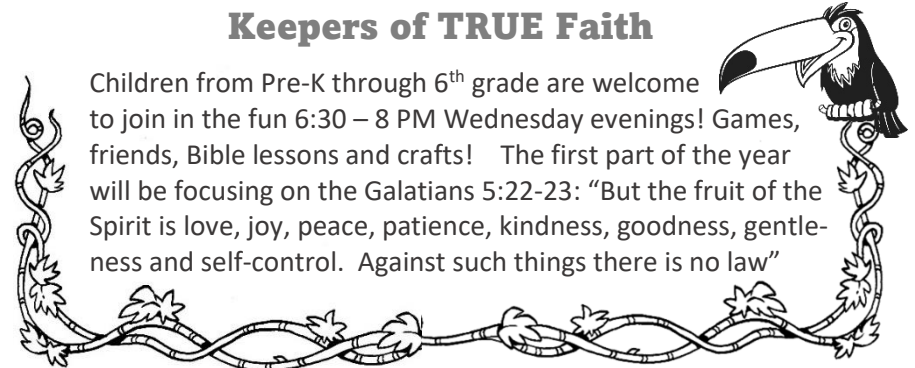 Keepers of TRUE Faith
Children from Pre-K through 6th grade are welcome
to join in the fun 6:30 – 8 PM Wednesday evenings! Games,
friends, Bible lessons and crafts!    The first part of the year
will be focusing on the Galatians 5:22-23: “But the fruit of the
Spirit is love, joy, peace, patience, kindness, goodness, gentle-
ness and self-control.  Against such things there is no law”